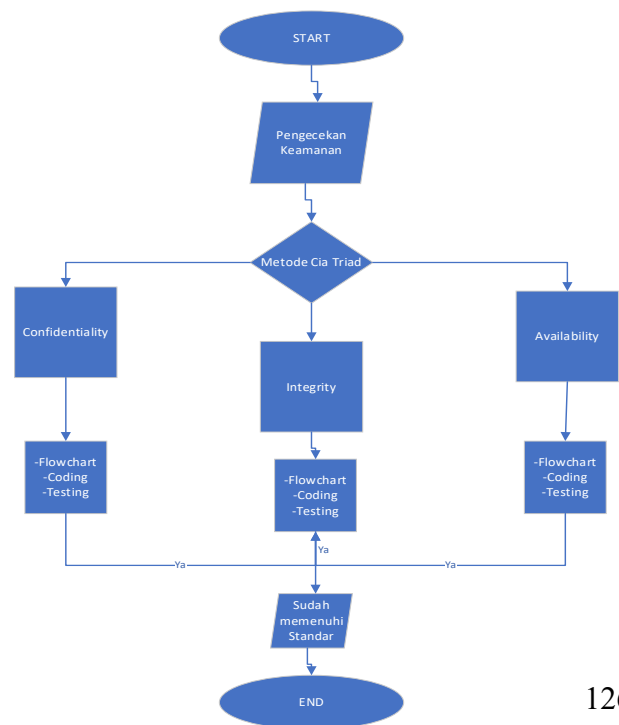 START
Pengecekan
Keamanan
Metode Cia Triad
Confidentiality
Integrity
Availability
-Flowchart
-Coding
-Testing
-Flowchart
-Coding
-Testing
-Flowchart
-Coding
-Testing
Ya
Ya
Ya
Sudah
memenuhi
Standar
END